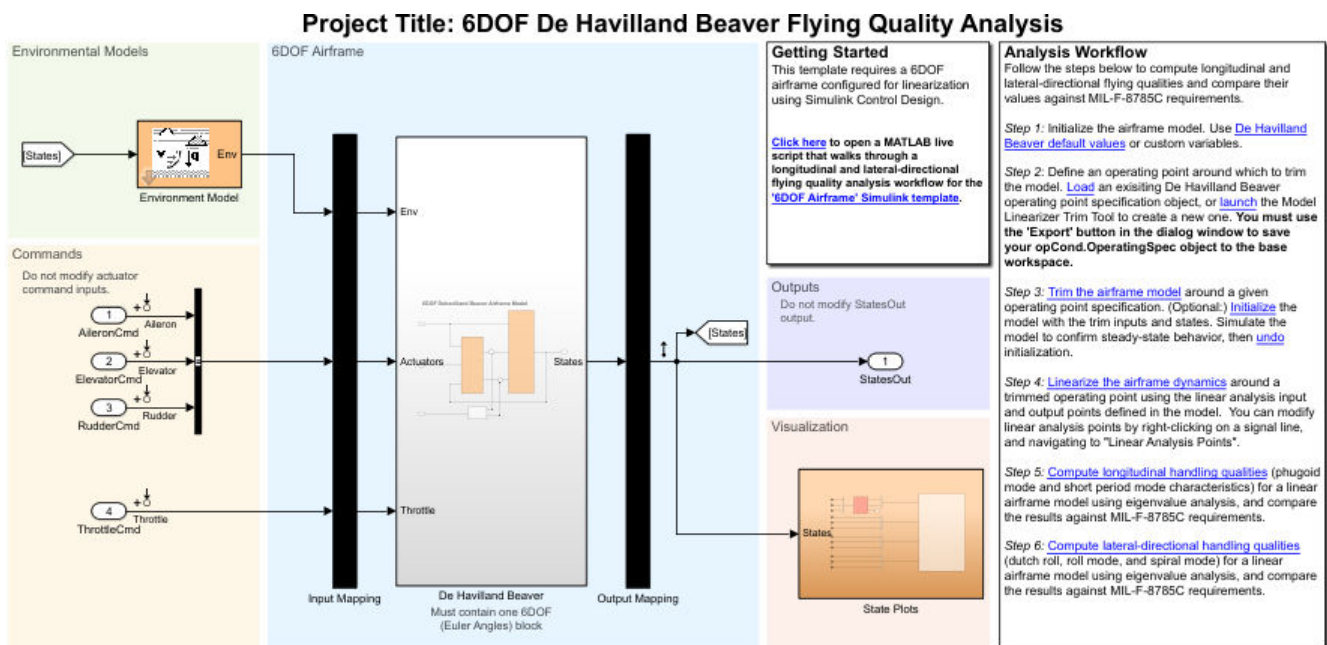 Project Title: 6DOF De Havilland Beaver Flying Quality Analysis
Environmental Models
[States]
Env
Environment Model
Commands
Do not modify actuator
command inputs.
1
Aileron
AileronCmd
2
Elevator
ElevatorCmd
3
Rudder
RudderCmd
4
Throttle
ThrottleCmd
6DOF Airframe
Env
Actuators
Throttle
6DOF Dehavilland Beaver Airframe Model
States
Input Mapping
De Havilland Beaver
Must contain one 6DOF
(Euler Angles) block
Output Mapping
[States]
Getting Started
This template requires a 6DOF
airframe configured for linearization
using Simulink Control Design.
Click here to open a MATLAB live
script that walks through a
longitudinal and lateral-directional
flying quality analysis workflow for the
'6DOF Airframe' Simulink template.
Outputs
Do not modify StatesOut
output.
1
StatesOut
Visualization
States
State Plots
Analysis Workflow
Follow the steps below to compute longitudinal and
lateral-directional flying qualities and compare their
values against MIL-F-8785C requirements.
Step 1: Initialize the airframe model. Use De Havilland
Beaver default values or custom variables.
Step 2: Define an operating point around which to trim
the model. Load an exisiting De Havilland Beaver
operating point specification object, or launch the Model
Linearizer Trim Tool to create a new one. You must use
the 'Export' button in the dialog window to save
your opCond.OperatingSpec object to the base
workspace.
Step 3: Trim the airframe model around a given
operating point specification. (Optional:) Initialize the
model with the trim inputs and states. Simulate the
model to confirm steady-state behavior, then undo
initialization.
Step 4: Linearize the airframe dynamics around a
trimmed operating point using the linear analysis input
and output points defined in the model. You can modify
linear analysis points by right-clicking on a signal line,
and navigating to "Linear Analysis Points".
Step 5: Compute longitudinal handling qualities (phugoid
mode and short period mode characteristics) for a linear
airframe model using eigenvalue analysis, and compare
the results against MIL-F-8785C requirements.
Step 6: Compute lateral-directional handling qualities
(dutch roll, roll mode, and spiral mode) for a linear
airframe model using eigenvalue analysis, and compare
the results against MIL-F-8785C requirements.